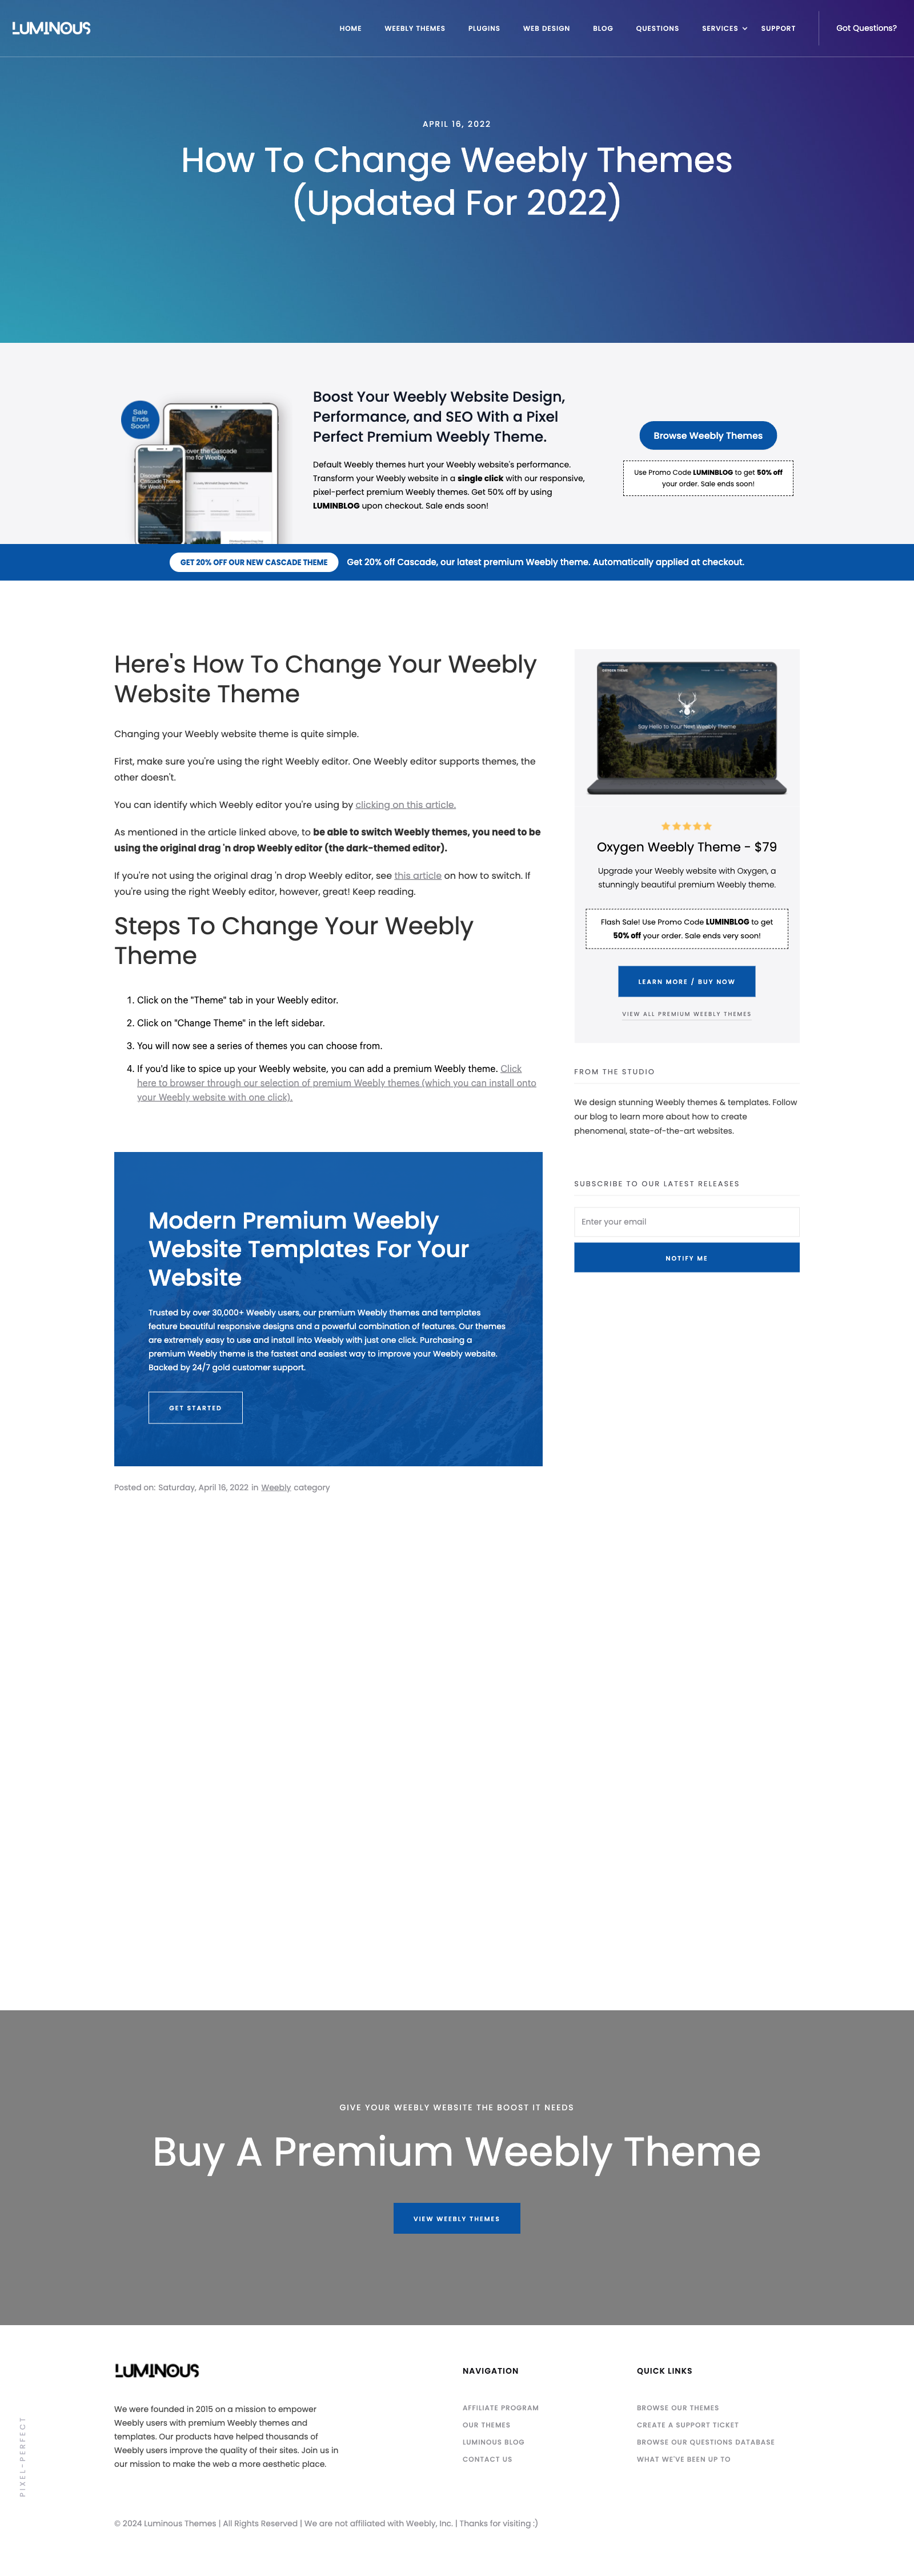 LUMINOUS
HOME
WEEBLY THEMES
PLUGINS
WEB DESIGN
BLOG
QUESTIONS
SERVICES
SUPPORT
Got Questions?
APRIL 16, 2022
How To Change Weebly Themes
(Updated For 2022)
Sale
Ends
Soon!
Boost Your Weebly Website Design,
Performance, and SEO With a Pixel
Perfect Premium Weebly Theme.
Default Weebly themes hurt your Weebly website's performance.
Transform your Weebly website in a single click with our responsive,
pixel-perfect premium Weebly themes. Get 50% off by using
LUMINBLOG upon checkout. Sale ends soon!
Browse Weebly Themes
Use Promo Code LUMINBLOG to get 50% off
your order. Sale ends soon!
GET 20% OFF OUR NEW CASCADE THEME
Get 20% off Cascade, our latest premium Weebly theme. Automatically applied at checkout.
Here's How To Change Your Weebly
Website Theme
Changing your Weebly website theme is quite simple.
First, make sure you're using the right Weebly editor. One Weebly editor supports themes, the
other doesn't.
You can identify which Weebly editor you're using by clicking on this article.
As mentioned in the article linked above, to be able to switch Weebly themes, you need to be
using the original drag 'n drop Weebly editor (the dark-themed editor).
If you're not using the original drag 'n drop Weebly editor, see this article on how to switch. If
you're using the right Weebly editor, however, great! Keep reading.
Steps To Change Your Weebly
Theme
1. Click on the "Theme" tab in your Weebly editor.
2. Click on "Change Theme" in the left sidebar.
3. You will now see a series of themes you can choose from.
4. If you'd like to spice up your Weebly website, you can add a premium Weebly theme. Click
here to browser through our selection of premium Weebly themes (which you can install onto
your Weebly website with one click).
Modern Premium Weebly
Website Templates For Your
Website
Trusted by over 30,000+ Weebly users, our premium Weebly themes and templates
feature beautiful responsive designs and a powerful combination of features. Our themes
are extremely easy to use and install into Weebly with just one click. Purchasing a
premium Weebly theme is the fastest and easiest way to improve your Weebly website.
Backed by 24/7 gold customer support.
GET STARTED
Posted on: Saturday, April 16, 2022 in Weebly category
Say Hello to Your Next Weebly Theme
Oxygen Weebly Theme - $79
Upgrade your Weebly website with Oxygen, a
stunningly beautiful premium Weebly theme.
Flash Sale! Use Promo Code LUMINBLOG to get
50% off your order. Sale ends very soon!
LEARN MORE / BUY NOW
VIEW ALL PREMIUM WEEBLY THEMES
FROM THE STUDIO
We design stunning Weebly themes & templates. Follow
our blog to learn more about how to create
phenomenal, state-of-the-art websites.
SUBSCRIBE TO OUR LATEST RELEASES
Enter your email
NOTIFY ME
GIVE YOUR WEEBLY WEBSITE THE BOOST IT NEEDS
Buy A Premium Weebly Theme
VIEW WEEBLY THEMES
PIXEL-PERFECT
LUMINOUS
We were founded in 2015 on a mission to empower
Weebly users with premium Weebly themes and
templates. Our products have helped thousands of
Weebly users improve the quality of their sites. Join us in
our mission to make the web a more aesthetic place.
NAVIGATION
AFFILIATE PROGRAM
OUR THEMES
LUMINOUS BLOG
CONTACT US
QUICK LINKS
BROWSE OUR THEMES
CREATE A SUPPORT TICKET
BROWSE OUR QUESTIONS DATABASE
WHAT WE'VE BEEN UP TO
© 2024 Luminous Themes | All Rights Reserved | We are not affiliated with Weebly, Inc. | Thanks for visiting :)